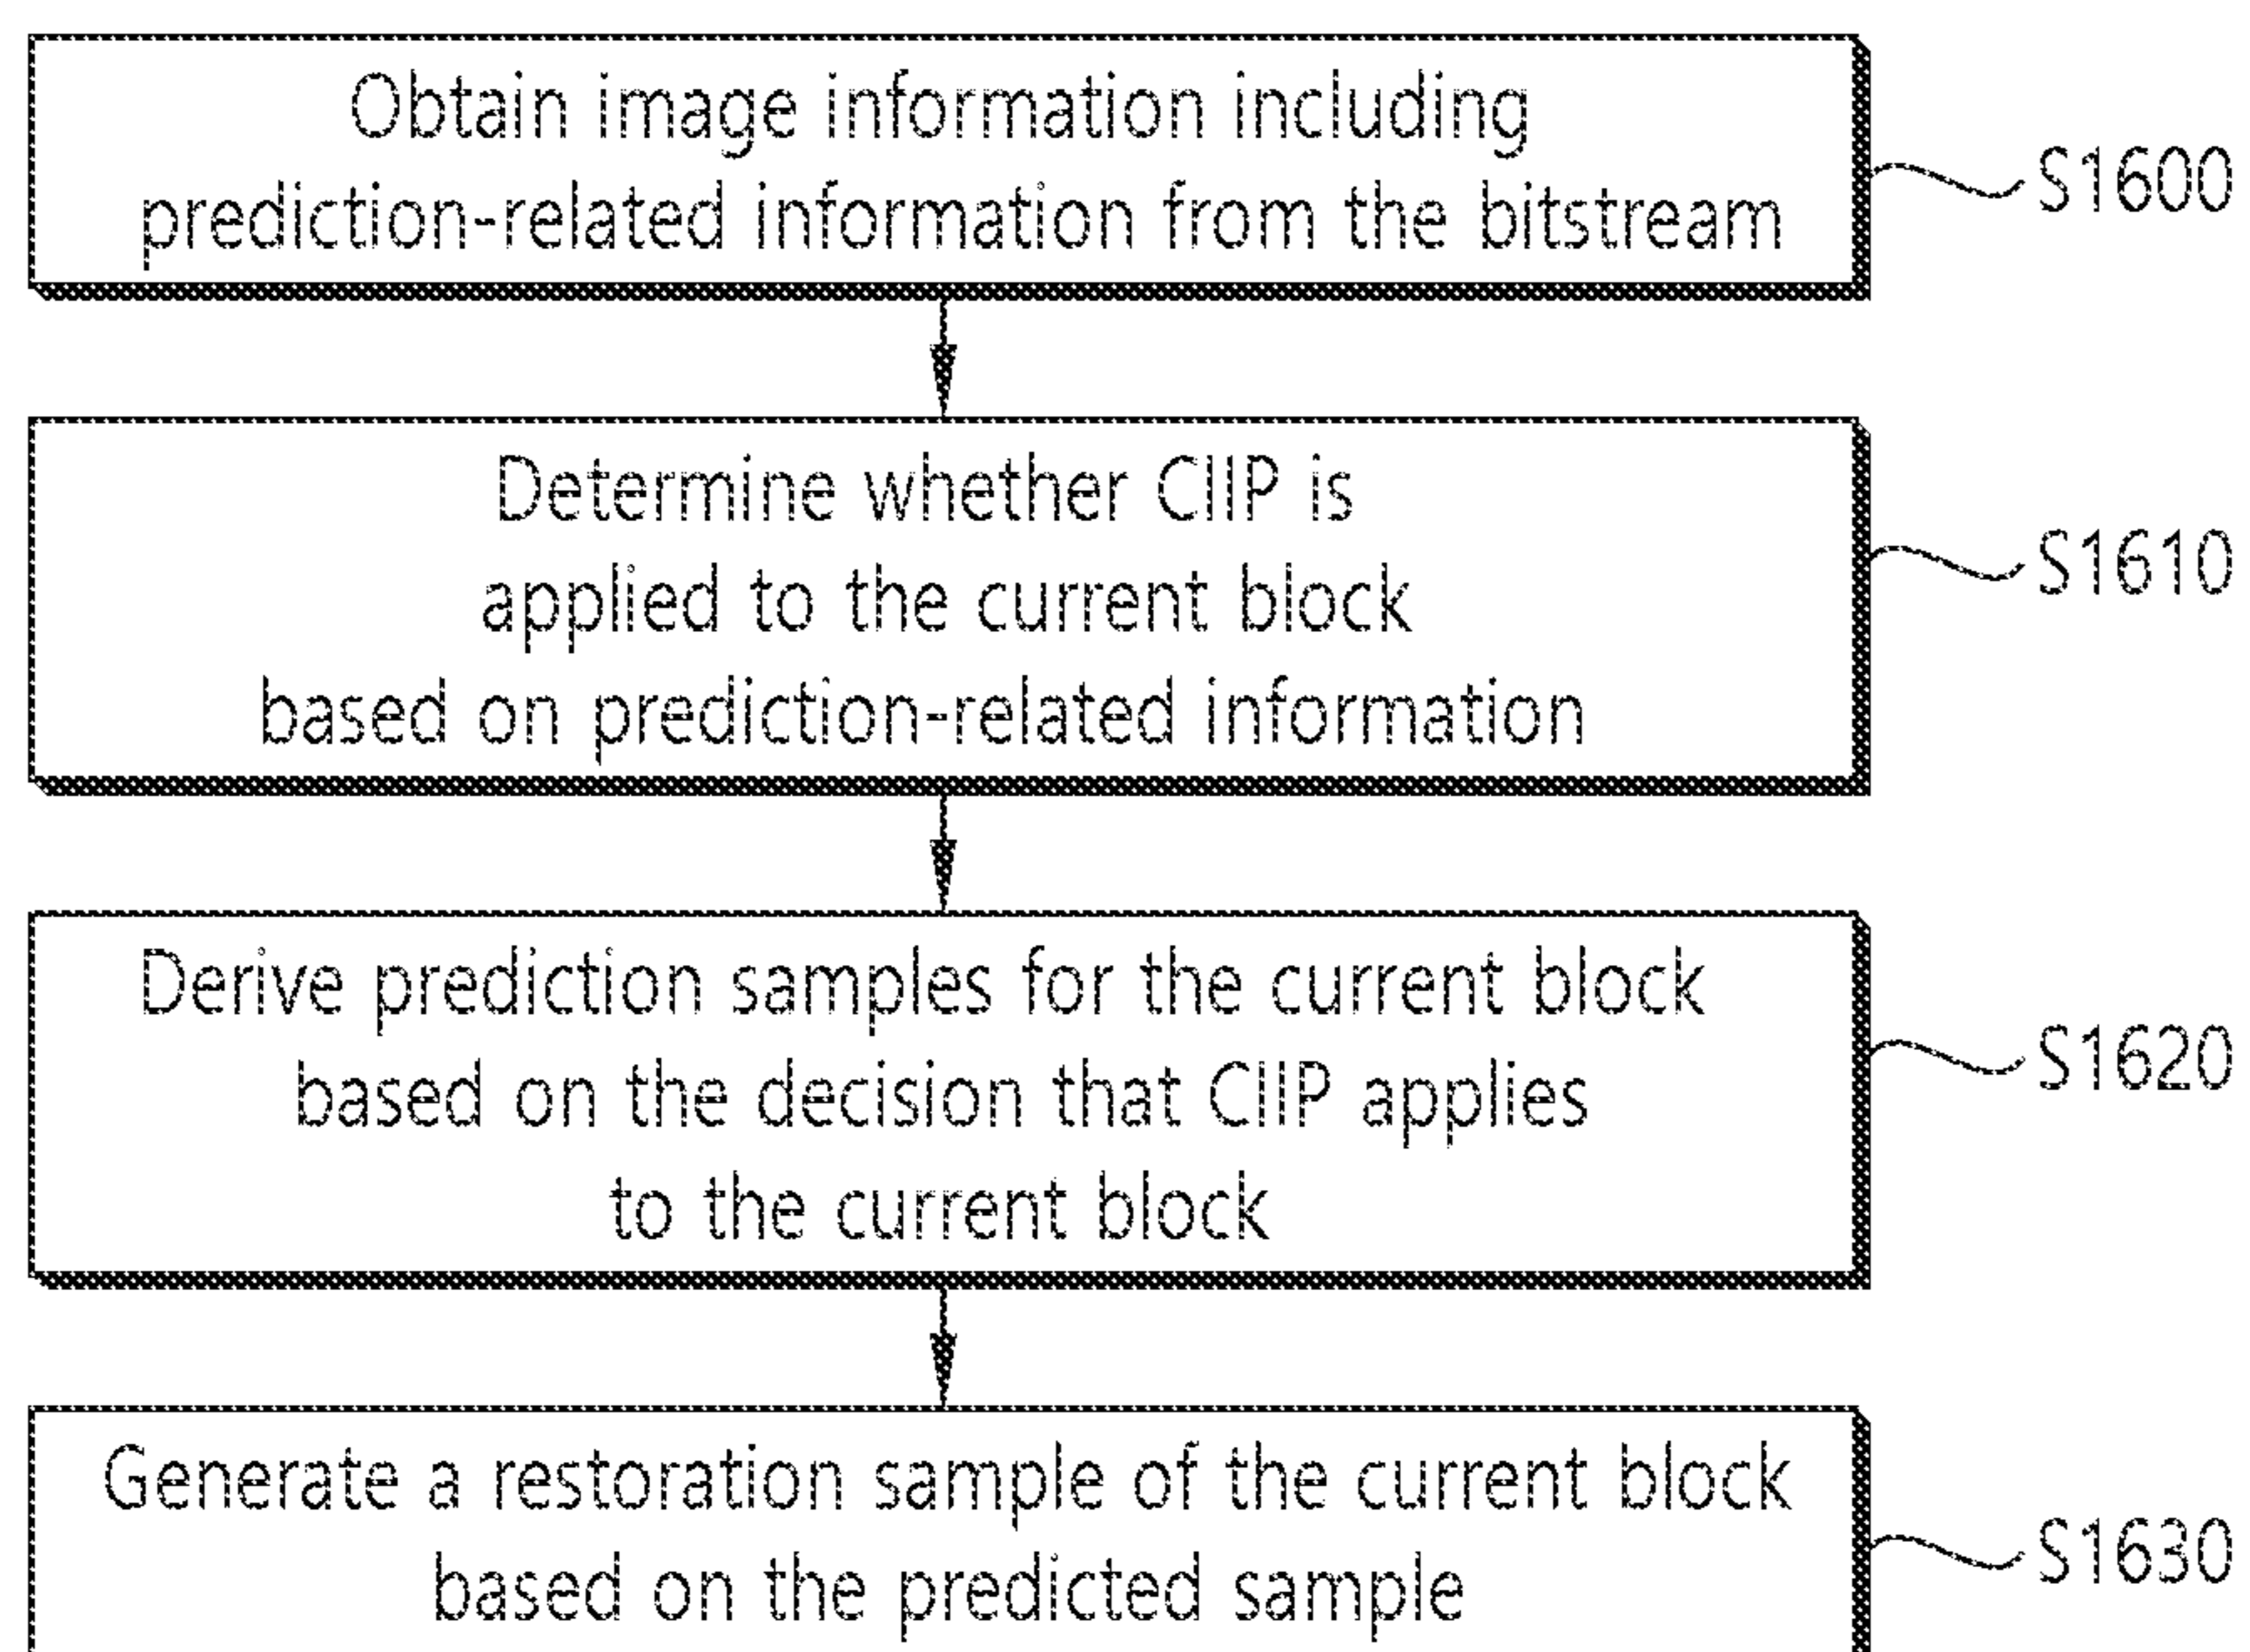 Obtain image information including
prediction-related information from the bitstream
S1600
Determine whether CIIP is
applied to the current block
based on prediction-related information
S1610
Derive prediction samples for the current block
based on the decision that CIIP applies
to the current block
S1620
Generate a restoration sample of the current block
based on the predicted sample
S1630